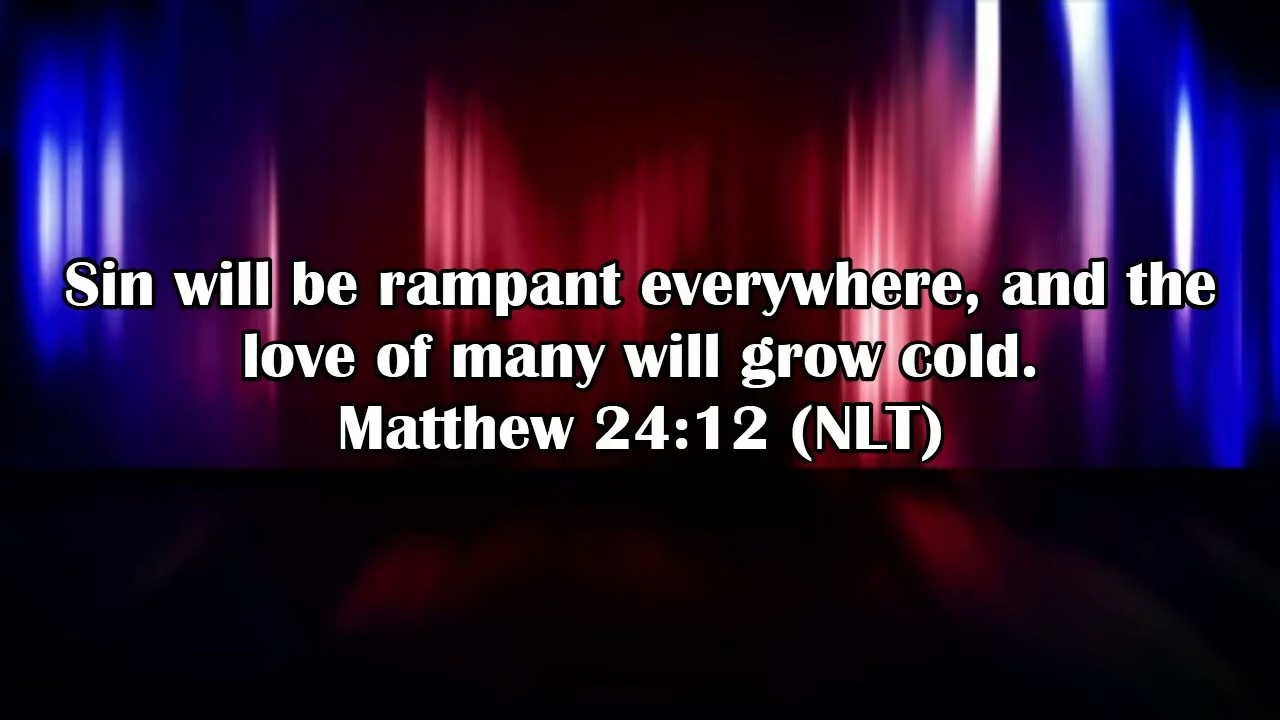 Sin will be rampant everywhere, and the
love of many will grow cold.
Matthew 24:12 (NLT)